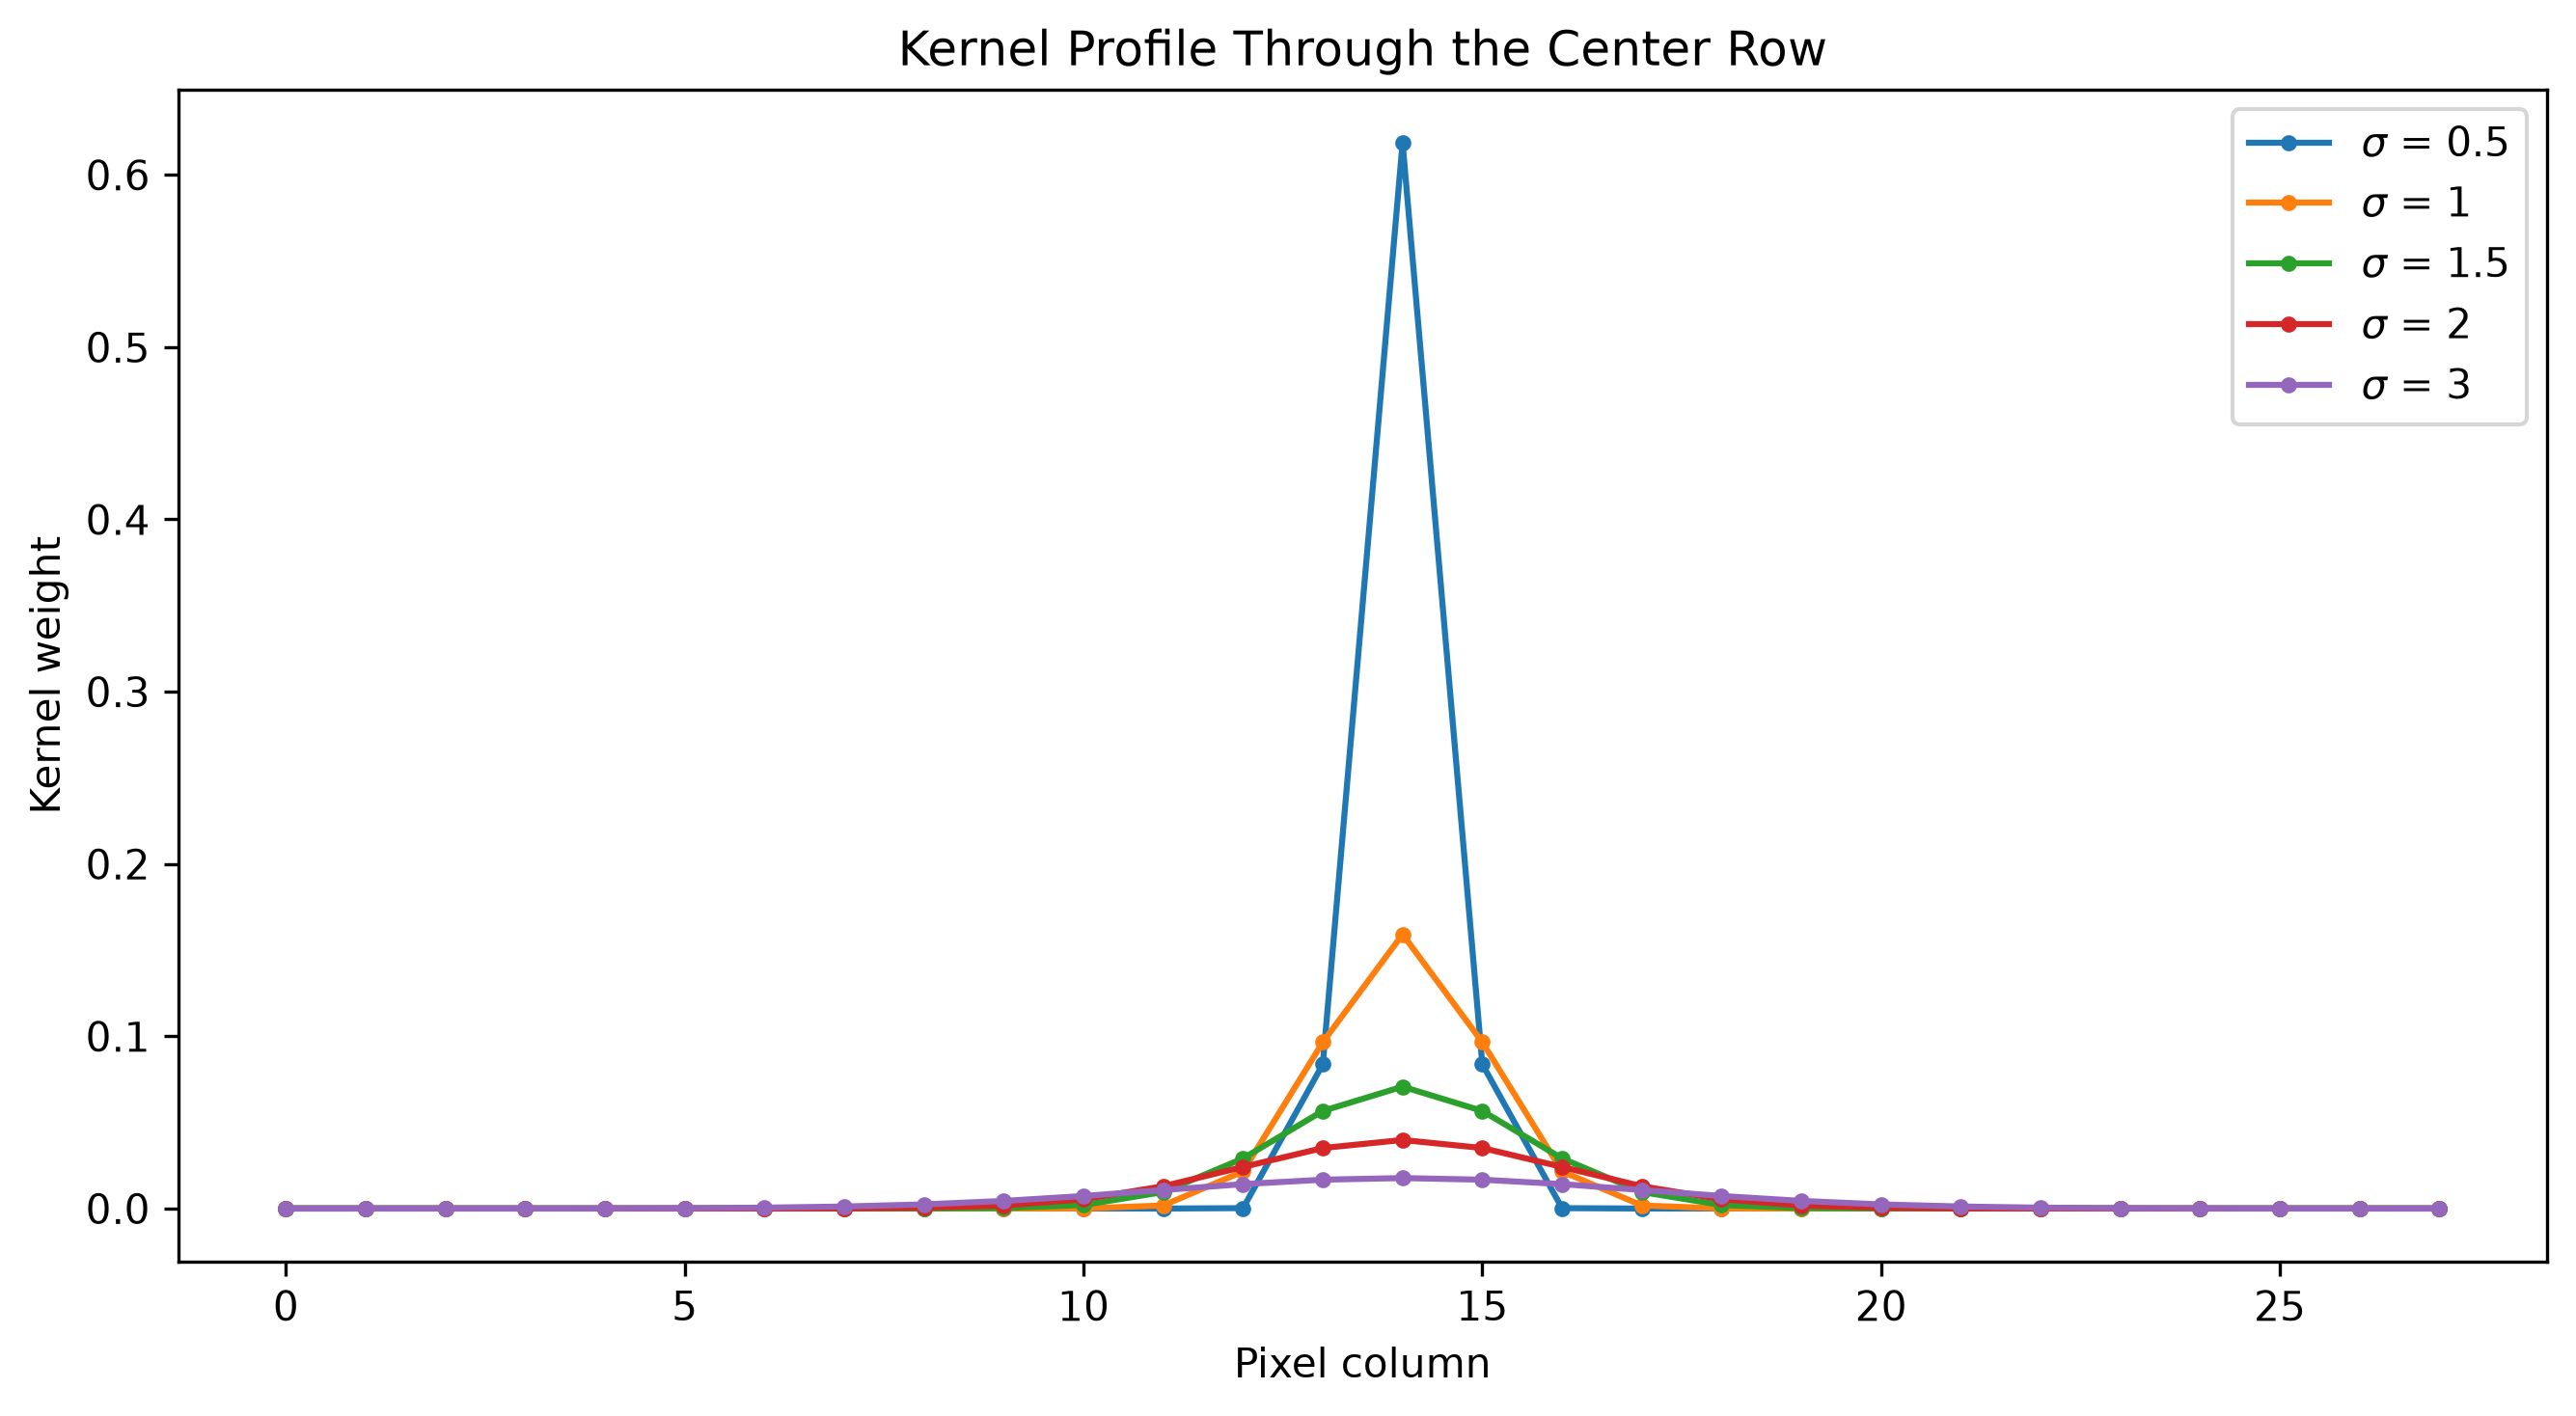 Kernel Profile Through the Center Row
σ = 0.5
σ = 1
σ = 1.5
σ = 2
σ = 3
Kernel weight
0.6
0.5
0.4
0.3
0.2
0.1
0.0
0 5 10 15 20 25
Pixel column